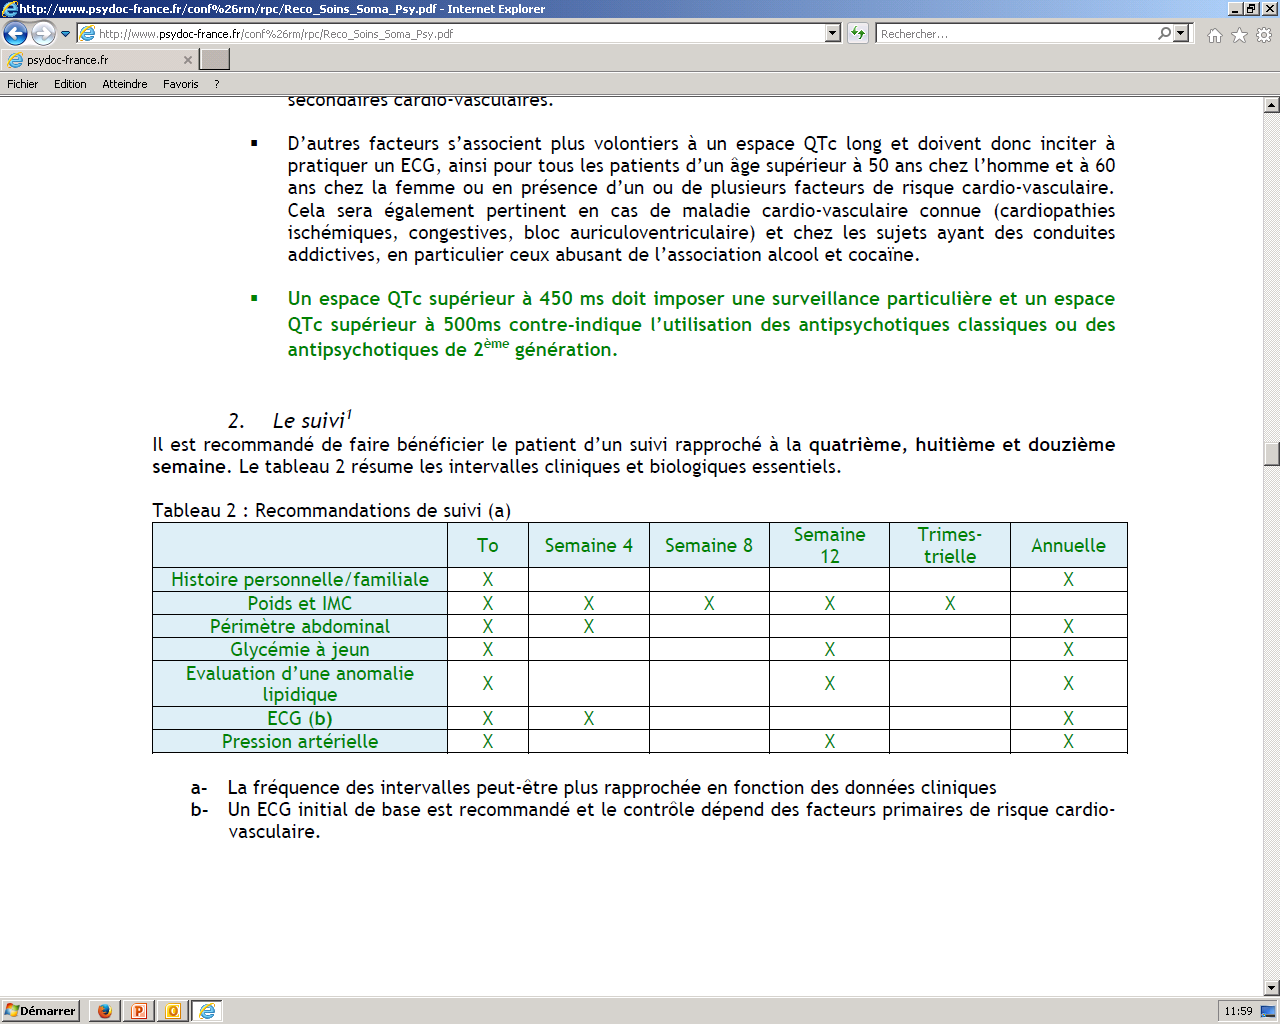 http://www.psydoc-france.fr/conf%26rm/rpc/Reco_Soins_Soma_Psy.pdf - Internet Explorer
http://www.psydoc-france.fr/conf%26rm/rpc/Reco_Soins_Soma_Psy.pdf
Rechercher...
psydoc-france.fr
Fichier Edition Atteindre Favoris ?
secondaires cardio-vasculaires.
▪ D'autres facteurs s'associent plus volontiers à un espace QTc long et doivent donc inciter à
pratiquer un ECG, ainsi pour tous les patients d'un âge supérieur à 50 ans chez l'homme et à 60
ans chez la femme ou en présence d'un ou de plusieurs facteurs de risque cardio-vasculaire.
Cela sera également pertinent en cas de maladie cardio-vasculaire connue (cardiopathies
ischémiques, congestives, bloc auriculoventriculaire) et chez les sujets ayant des conduites
addictives, en particulier ceux abusant de l'association alcool et cocaïne.
▪ Un espace QTc supérieur à 450 ms doit imposer une surveillance particulière et un espace
QTc supérieur à 500ms contre-indique l'utilisation des antipsychotiques classiques ou des
antipsychotiques de 2ème génération.
2. Le suivi1
Il est recommandé de faire bénéficier le patient d'un suivi rapproché à la quatrième, huitième et douzième
semaine. Le tableau 2 résume les intervalles cliniques et biologiques essentiels.
Tableau 2 : Recommandations de suivi (a)
To Semaine 4 Semaine 8 Semaine 12 Trimes-trielle Annuelle
Histoire personnelle/familiale X X
Poids et IMC X X X X X
Périmètre abdominal X X X
Glycémie à jeun X X X
Evaluation d'une anomalie
lipidique X X X
ECG (b) X X X
Pression artérielle X X X
a- La fréquence des intervalles peut-être plus rapprochée en fonction des données cliniques
b- Un ECG initial de base est recommandé et le contrôle dépend des facteurs primaires de risque cardio-
vasculaire.
Démarrer
11:59